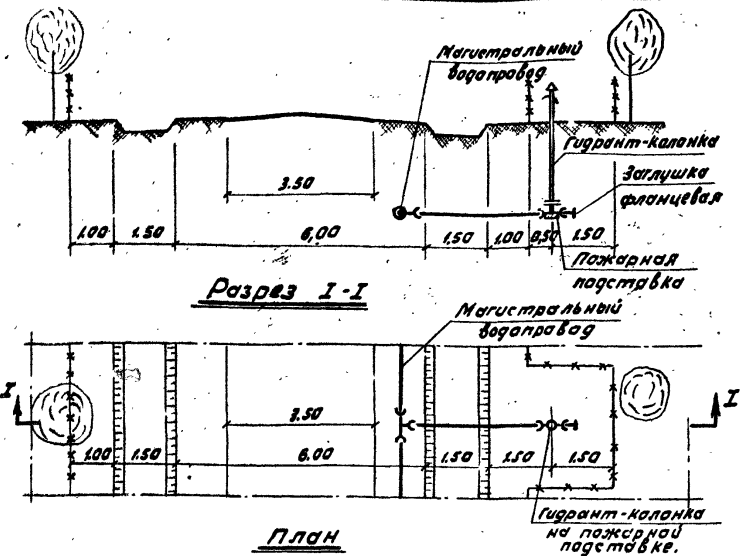 Магистральный
водопровод
Гидрант-колонка
Заглушка
фланцевая
3.50
1.00 1.50 6,00 1,50 1.00 0,50 1.50
Пожарная
подставка
Разрез I-I
Магистральный
водоправад
I I
3.50
1.00 1.50 6.00 1.50 1.50 1.50
Гидрант-колонка
на пожарной
подставке.
План